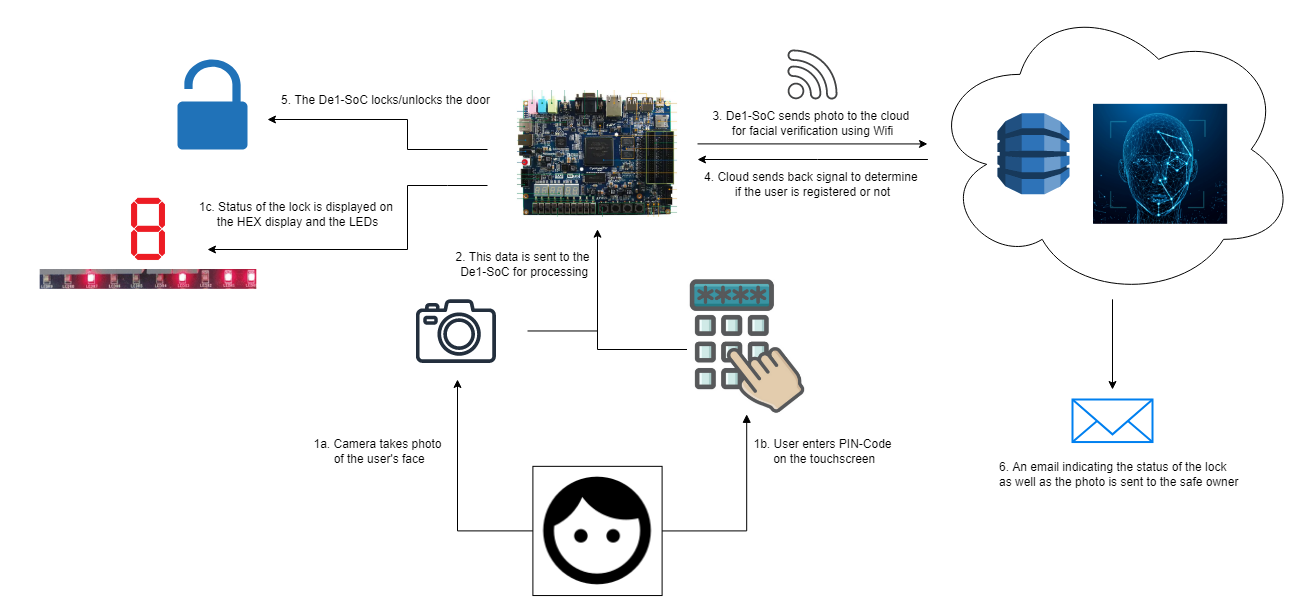 5. The De1-SoC locks/unlocks the door
3. De1-SoC sends photo to the cloud
for facial verification using Wifi
4. Cloud sends back signal to determine
if the user is registered or not
1c. Status of the lock is displayed on
the HEX display and the LEDs
8
2. This data is sent to the
De1-SoC for processing
****
1a. Camera takes photo
of the user's face
1b. User enters PIN-Code
on the touchscreen
6. An email indicating the status of the lock
as well as the photo is sent to the safe owner